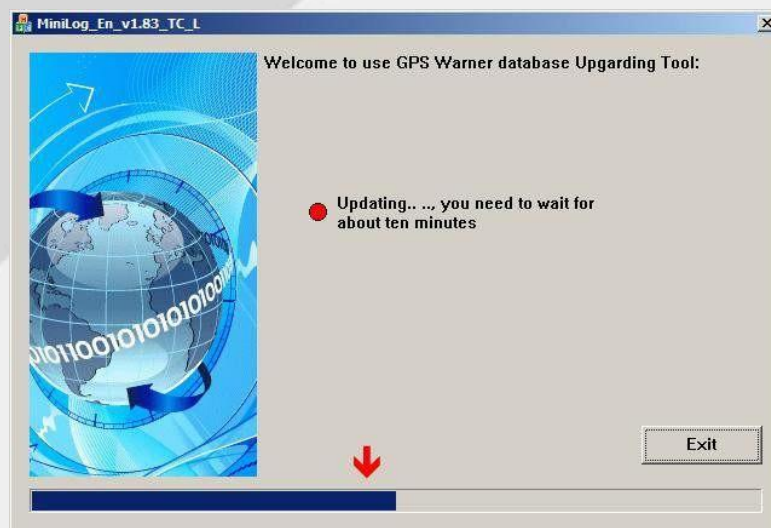 MiniLog_En_v1.83_TC_L
Welcome to use GPS Warner database Upgarding Tool:
Updating.. .., you need to wait for
about ten minutes
01011001010101010011
Exit